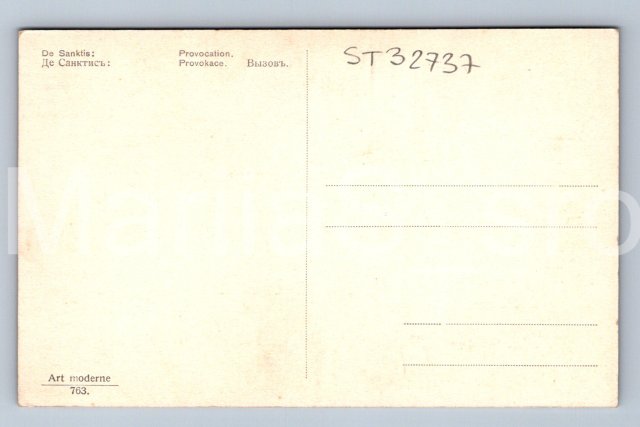 De Sanktis: Provocation.
Де Санктисъ: Provokace. Вызовъ.
ST32737
Art moderne
763.